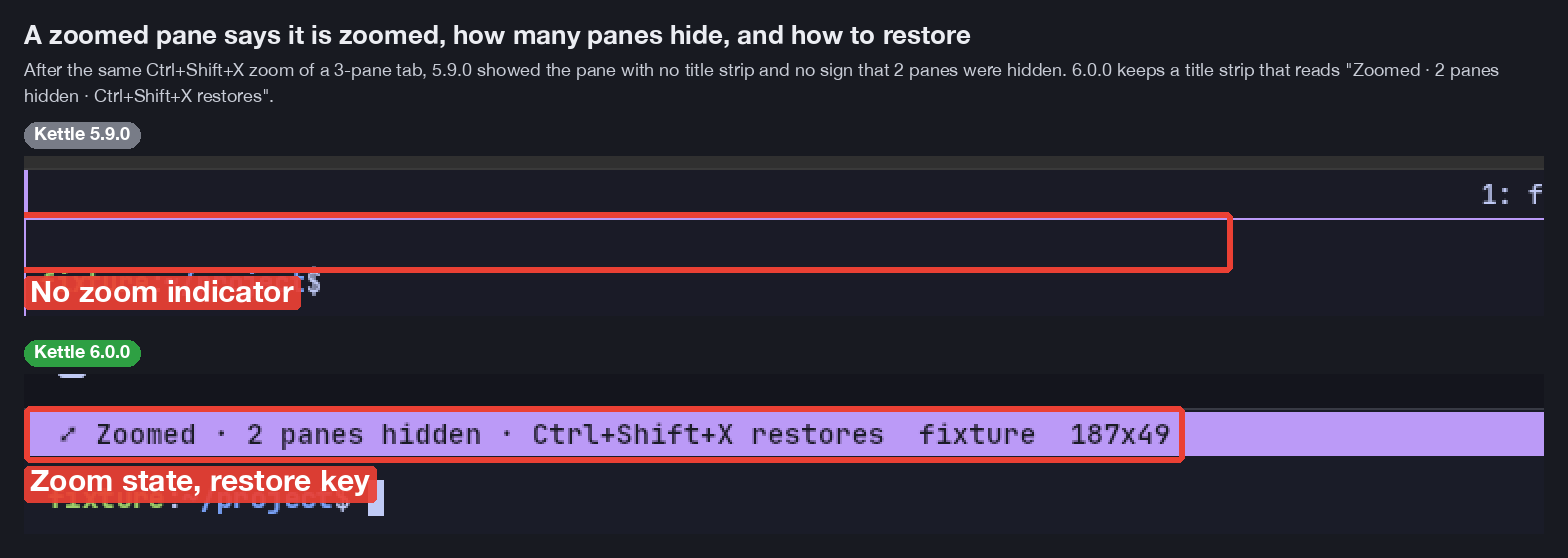 A zoomed pane says it is zoomed, how many panes hide, and how to restore
After the same Ctrl+Shift+X zoom of a 3-pane tab, 5.9.0 showed the pane with no title strip and no sign that 2 panes were hidden. 6.0.0 keeps a title strip that reads "Zoomed · 2 panes
hidden · Ctrl+Shift+X restores".
Kettle 5.9.0
1: f
$
No zoom indicator
Kettle 6.0.0
⤢ Zoomed · 2 panes hidden · Ctrl+Shift+X restores fixture 187x49
Zoom state, restore key
fixture:~/project$